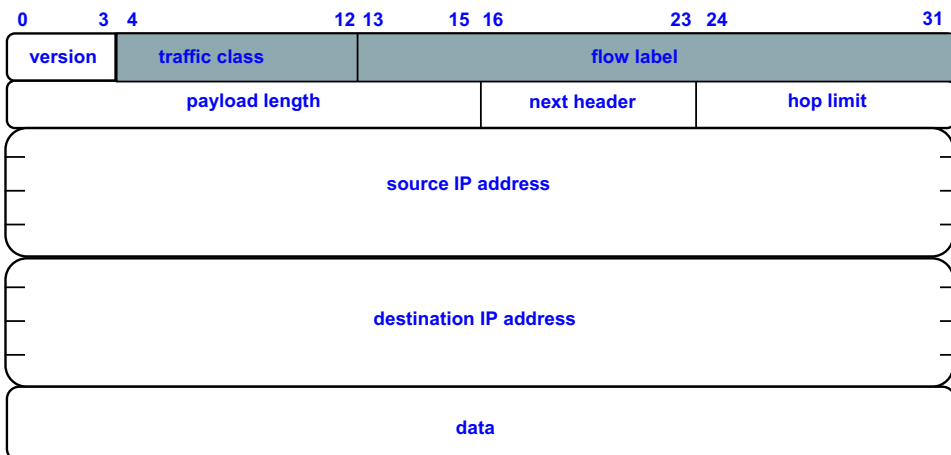 0 3 4 12 13 15 16 23 24 31
version traffic class flow label
payload length next header hop limit
source IP address
destination IP address
data